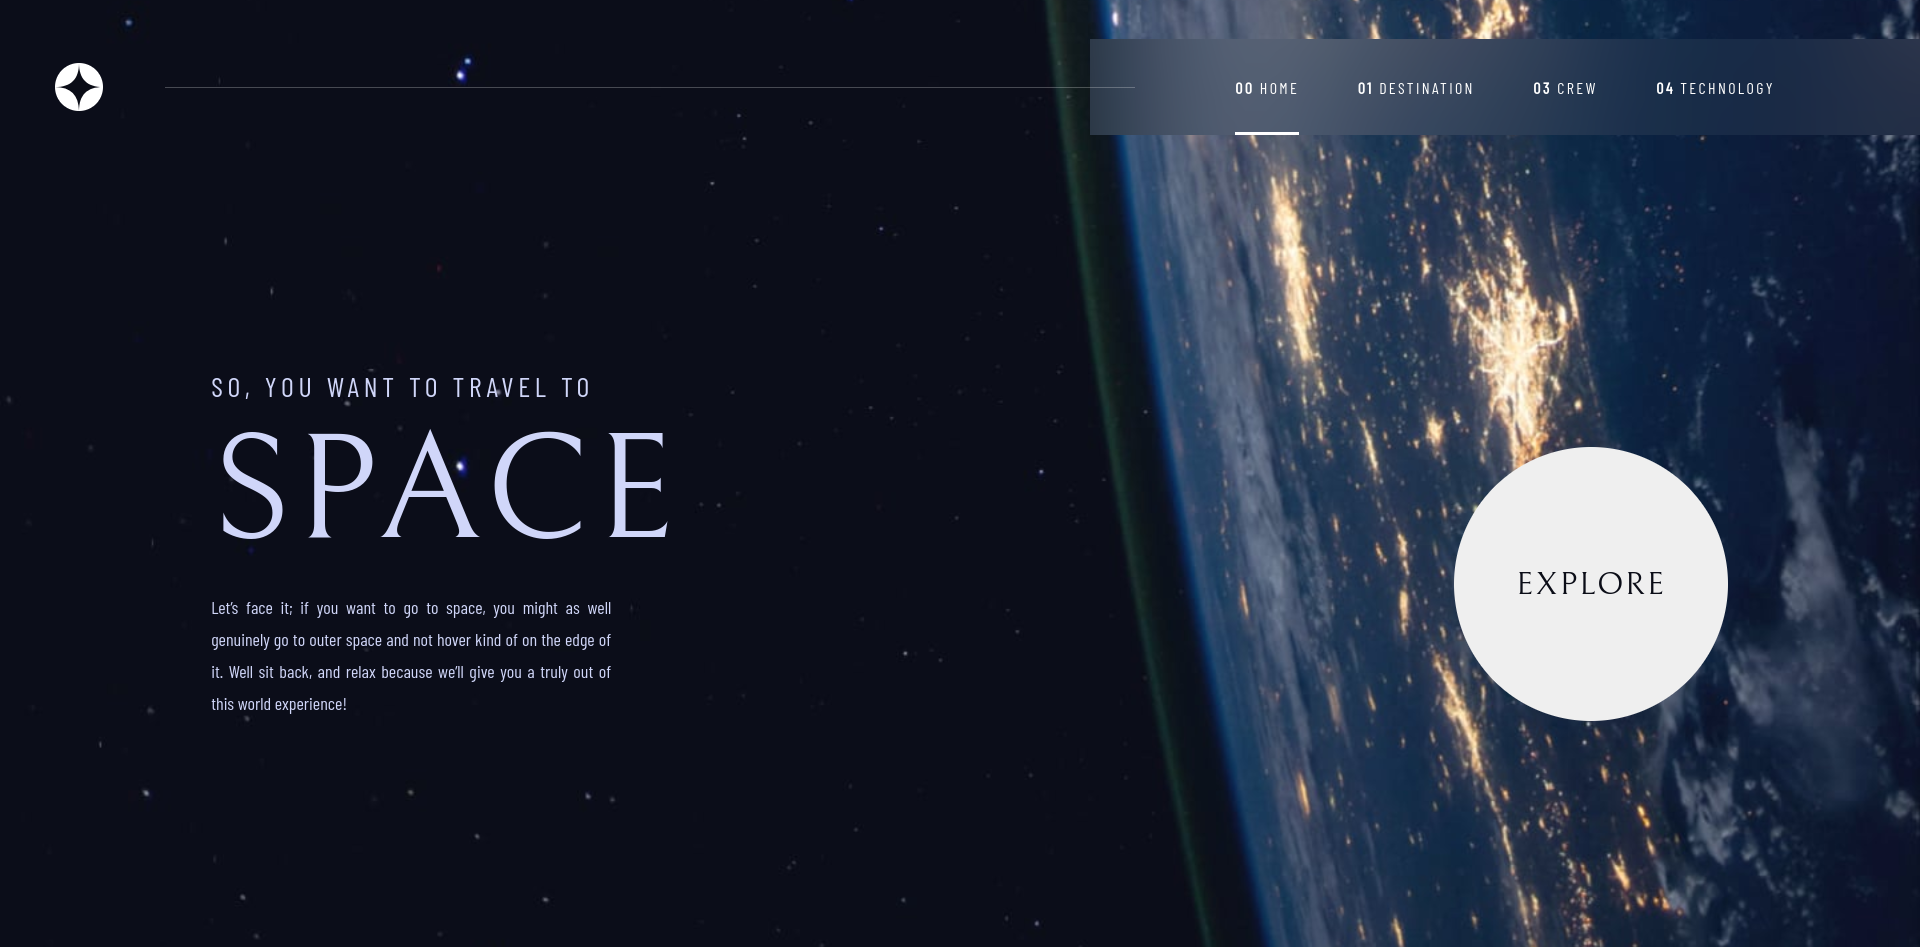 00 HOME 01 DESTINATION 03 CREW 04 TECHNOLOGY
SO, YOU WANT TO TRAVEL TO
SPACE
Let’s face it; if you want to go to space, you might as well
genuinely go to outer space and not hover kind of on the edge of
it. Well sit back, and relax because we’ll give you a truly out of
this world experience!
EXPLORE